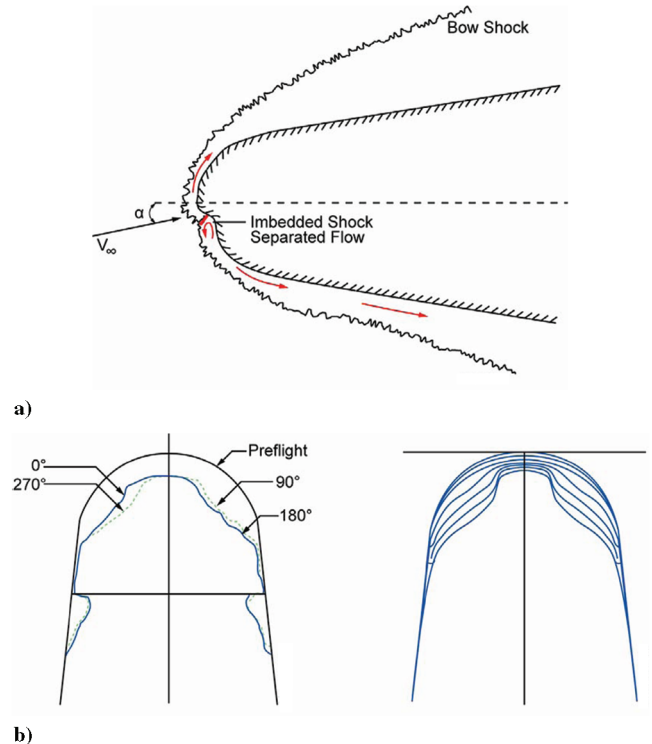 Bow Shock
α
V∞
Imbedded Shock
Separated Flow
a)
Preflight
0°
270°
90°
180°
b)